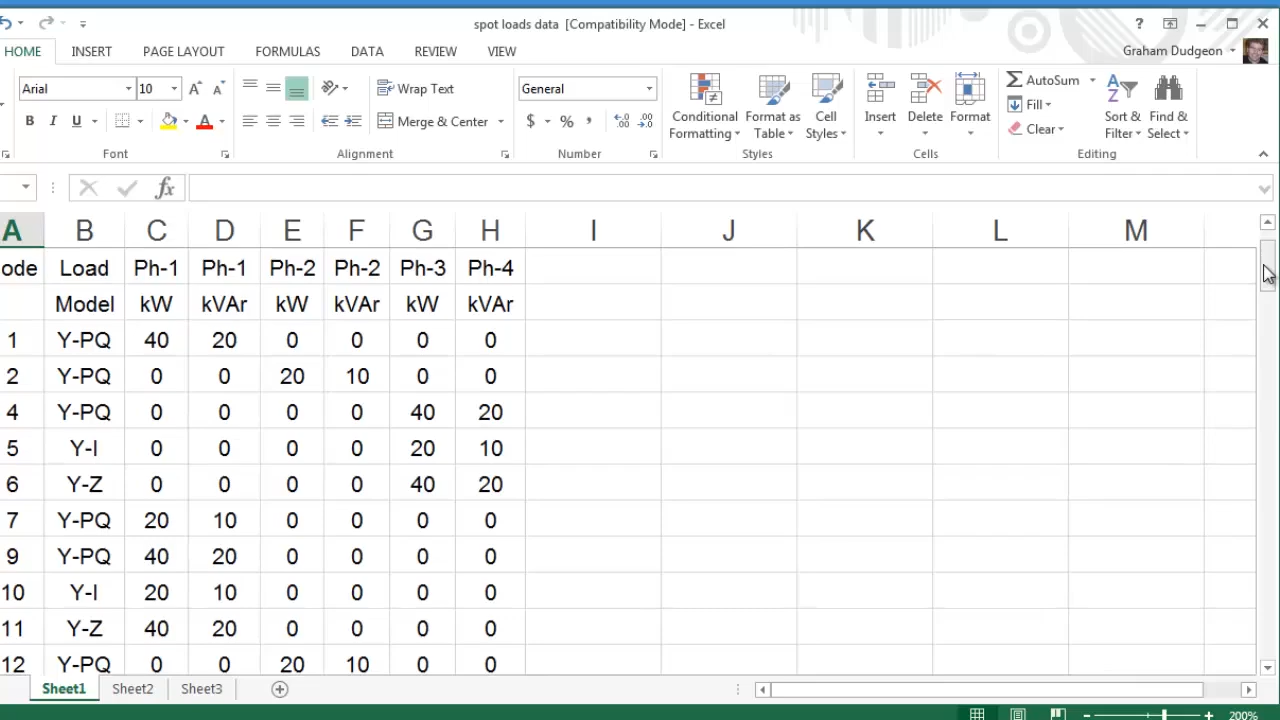 spot loads data [Compatibility Mode] - Excel
?
HOME INSERT PAGE LAYOUT FORMULAS DATA REVIEW VIEW
Graham Dudgeon
Arial 10 A A
Wrap Text
General
Conditional Formatting
Format as Table
Cell Styles
Insert Delete Format
AutoSum
Fill
Clear
Sort & Filter
Find & Select
B I U A
Merge & Center
$ % , .00 .0
Font Alignment Number Styles Cells Editing
fx
A B C D E F G H I J K L M
ode Load Ph-1 Ph-1 Ph-2 Ph-2 Ph-3 Ph-4
Model kW kVAr kW kVAr kW kVAr
1 Y-PQ 40 20 0 0 0 0
2 Y-PQ 0 0 20 10 0 0
4 Y-PQ 0 0 0 0 40 20
5 Y-I 0 0 0 0 20 10
6 Y-Z 0 0 0 0 40 20
7 Y-PQ 20 10 0 0 0 0
9 Y-PQ 40 20 0 0 0 0
10 Y-I 20 10 0 0 0 0
11 Y-Z 40 20 0 0 0 0
12 Y-PQ 0 0 20 10 0 0
Sheet1 Sheet2 Sheet3
200%